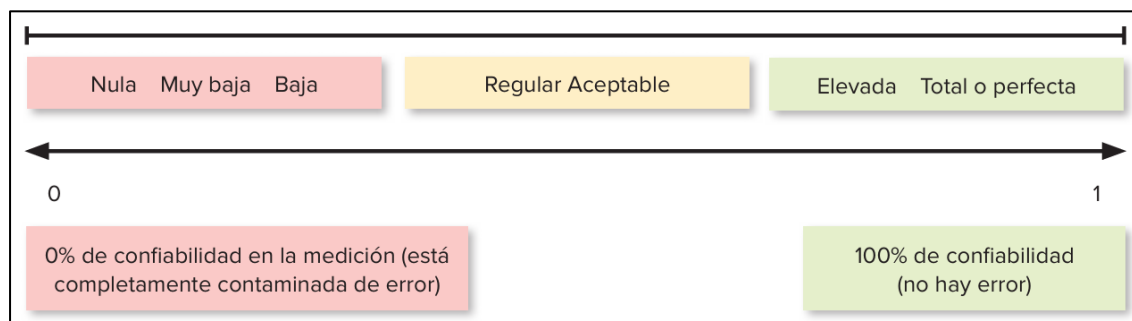 Nula Muy baja Baja
Regular Aceptable
Elevada Total o perfecta
0
1
0% de confiabilidad en la medición (está
completamente contaminada de error)
100% de confiabilidad
(no hay error)